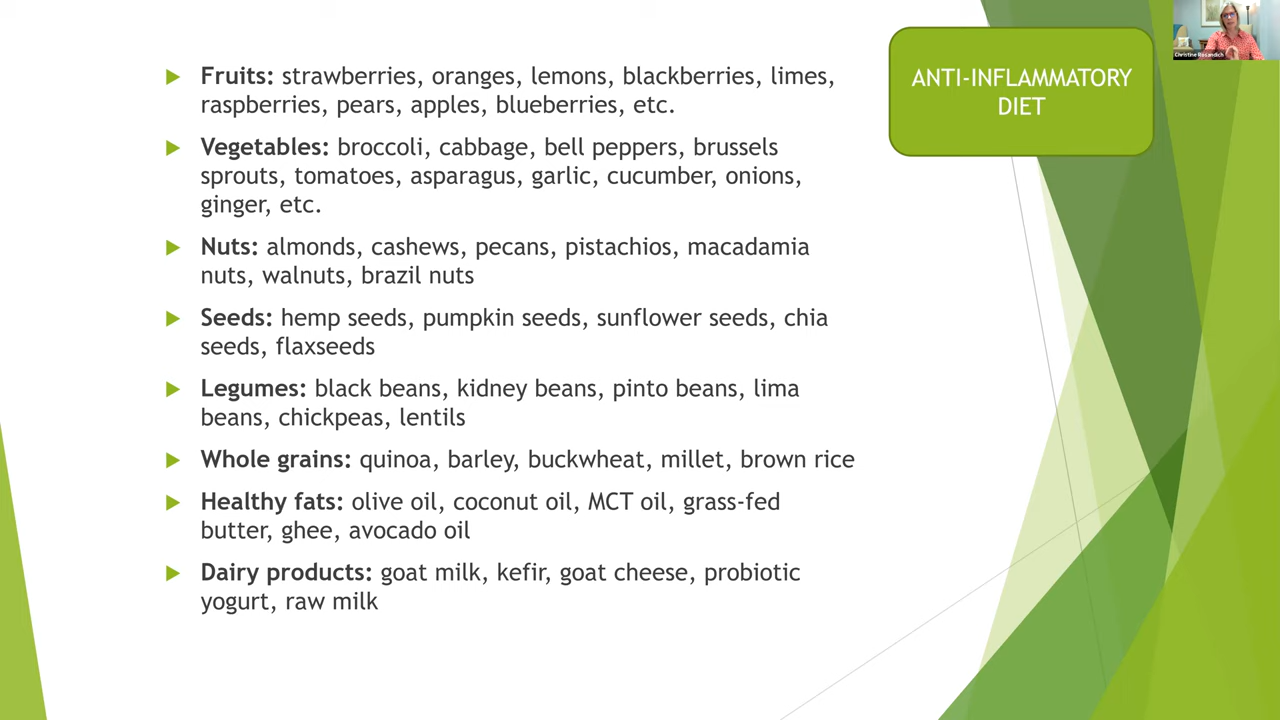 Fruits: strawberries, oranges, lemons, blackberries, limes,
raspberries, pears, apples, blueberries, etc.
Vegetables: broccoli, cabbage, bell peppers, brussels
sprouts, tomatoes, asparagus, garlic, cucumber, onions,
ginger, etc.
Nuts: almonds, cashews, pecans, pistachios, macadamia
nuts, walnuts, brazil nuts
Seeds: hemp seeds, pumpkin seeds, sunflower seeds, chia
seeds, flaxseeds
Legumes: black beans, kidney beans, pinto beans, lima
beans, chickpeas, lentils
Whole grains: quinoa, barley, buckwheat, millet, brown rice
Healthy fats: olive oil, coconut oil, MCT oil, grass-fed
butter, ghee, avocado oil
Dairy products: goat milk, kefir, goat cheese, probiotic
yogurt, raw milk
ANTI-INFLAMMATORY
DIET
Christine Rosandich